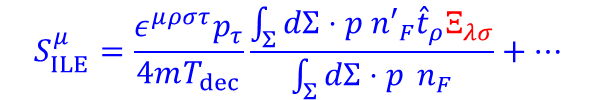 S^μ_ILE = ϵ^{μρστ} p_τ / 4mT_dec ∫_Σ dΣ · p n′_F t̂_ρ Ξ_λσ / ∫_Σ dΣ · p n_F + ⋯